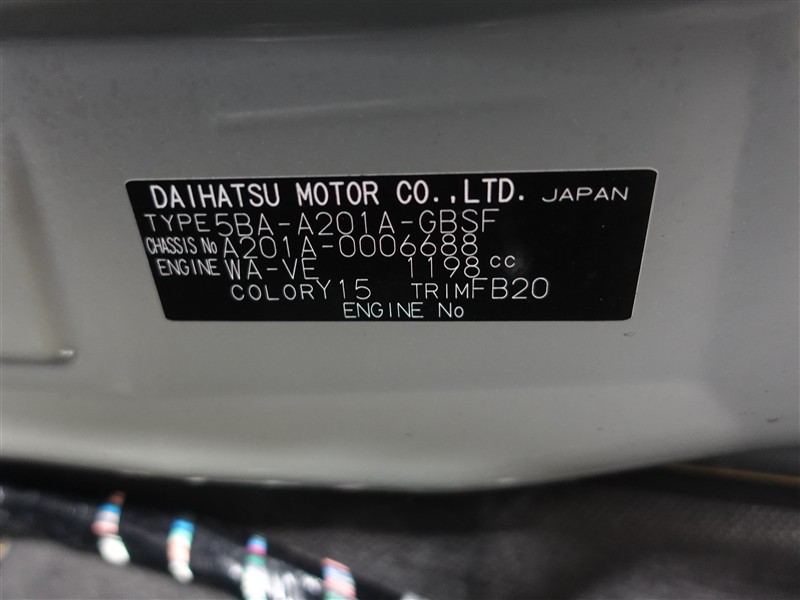 DAIHATSU MOTOR CO.,LTD. JAPAN
TYPE 5BA-A201A-GBSF
CHASSIS No A201A-0006688
ENGINE WA-VE 1198 cc
COLOR Y15 TRIM FB20
ENGINE No